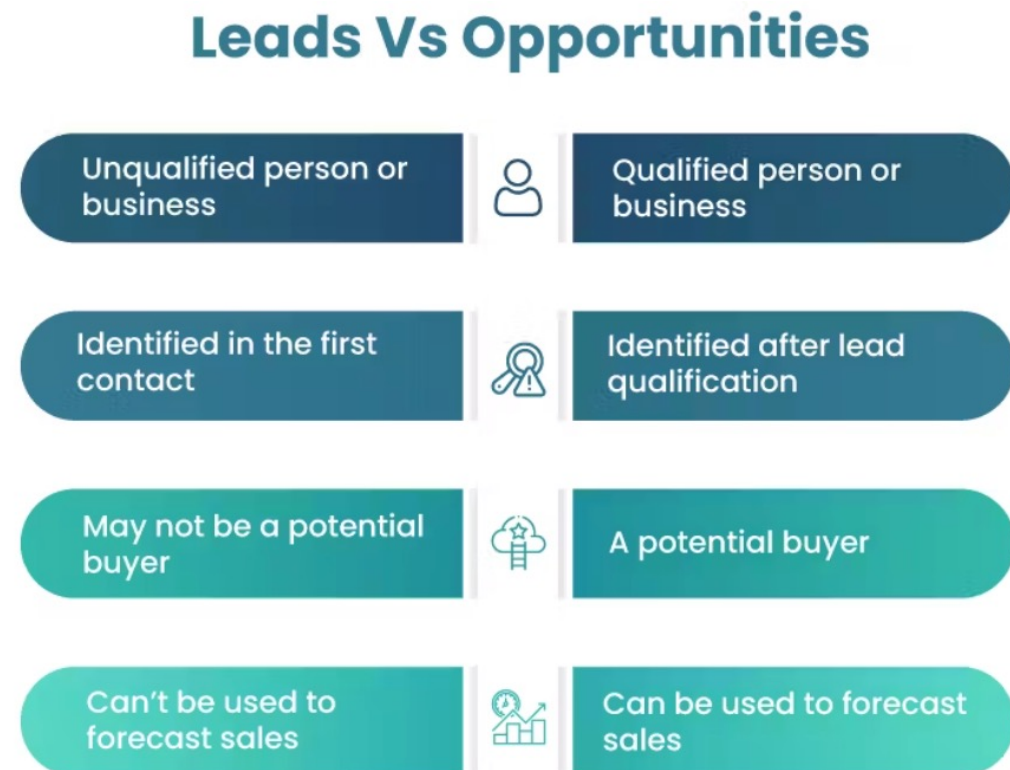 Leads Vs Opportunities
Unqualified person or
business
Qualified person or
business
Identified in the first
contact
Identified after lead
qualification
May not be a potential
buyer
A potential buyer
Can't be used to
forecast sales
Can be used to forecast
sales